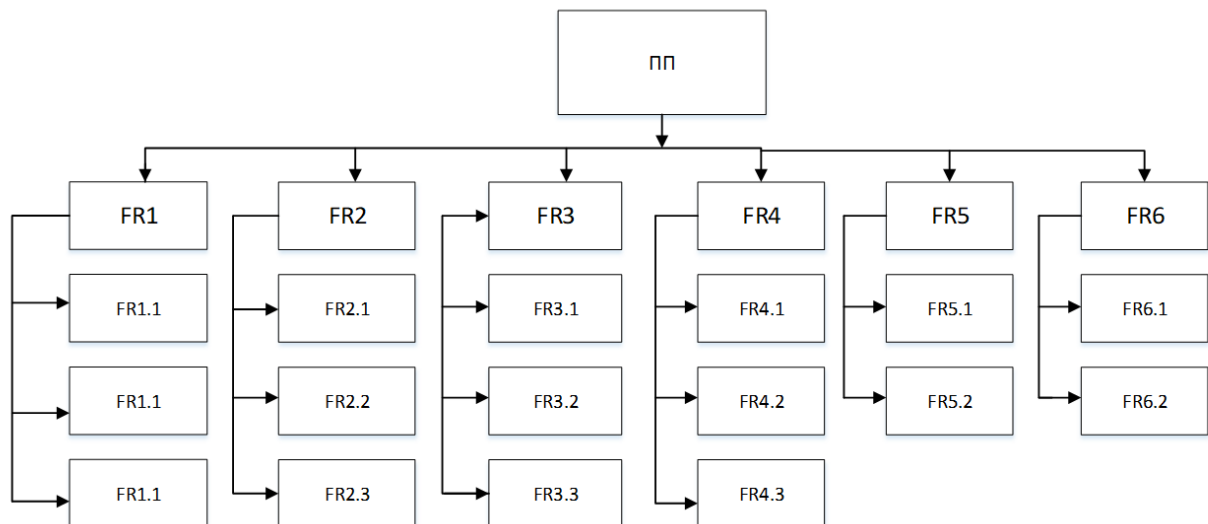 ПП
FR1 FR2 FR3 FR4 FR5 FR6
FR1.1 FR2.1 FR3.1 FR4.1 FR5.1 FR6.1
FR1.1 FR2.2 FR3.2 FR4.2 FR5.2 FR6.2
FR1.1 FR2.3 FR3.3 FR4.3